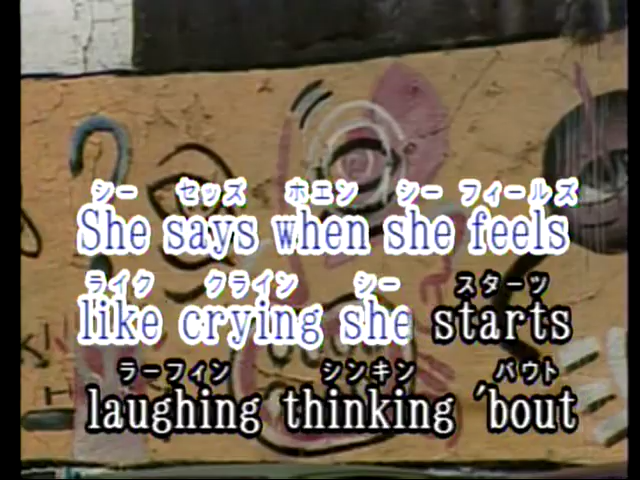 シー セッズ ホエン シー フィールズ
She says when she feels
ライク クライン シー スターツ
like crying she starts
ラーフィン シンキン バウト
laughing thinking 'bout